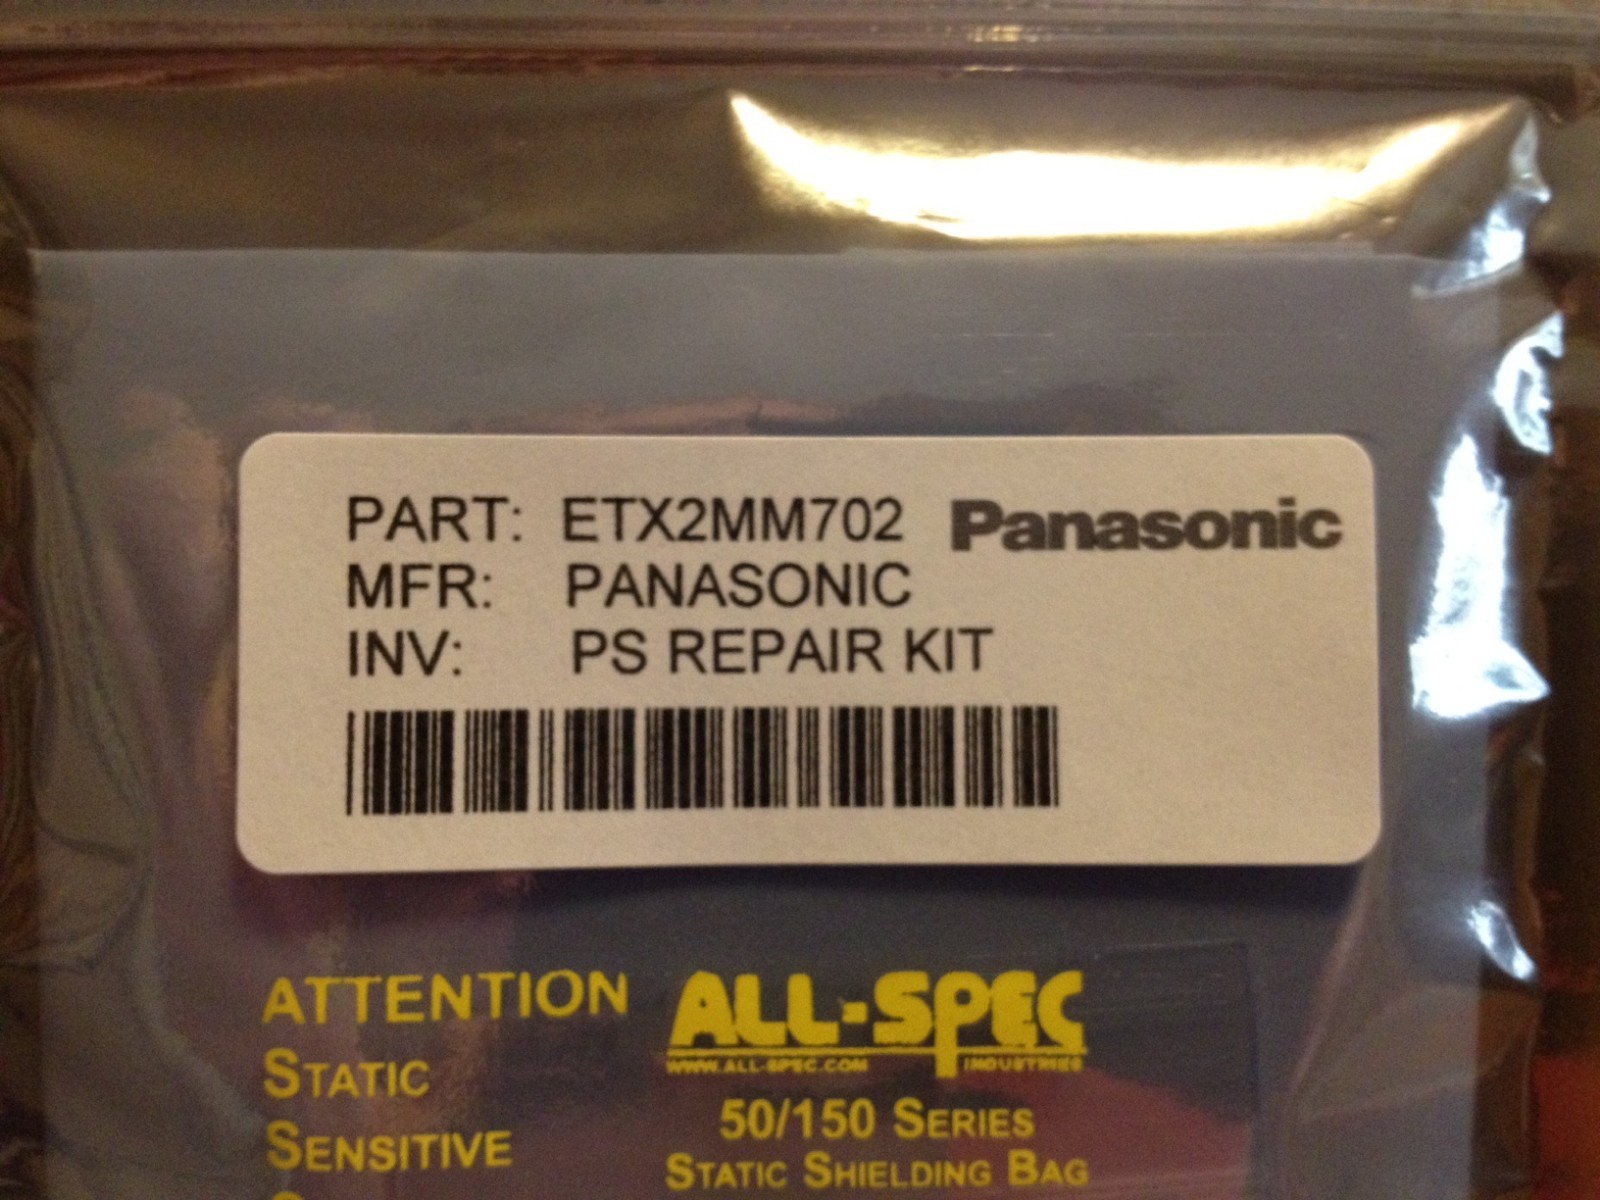 PART: ETX2MM702 Panasonic
MFR: PANASONIC
INV: PS REPAIR KIT
ATTENTION
STATIC
SENSITIVE
ALL-SPEC
WWW.ALL-SPEC.COM INDUSTRIES
50/150 SERIES
STATIC SHIELDING BAG